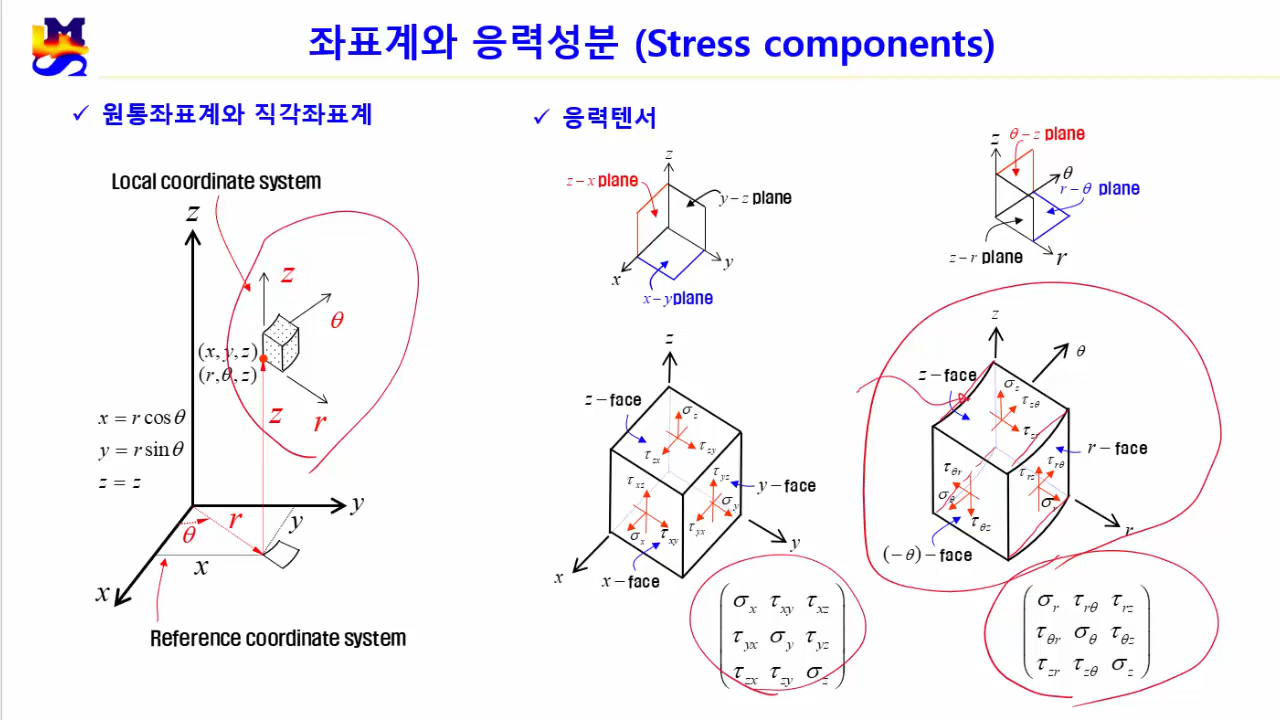 좌표계와 응력성분 (Stress components)
✓ 원통좌표계와 직각좌표계
Local coordinate system
z
z
θ
(x, y, z)
(r, θ, z)
z
r
x = r cosθ
y = r sinθ
z = z
y
r
y
θ
x
x
Reference coordinate system
✓ 응력텐서
z
z − x plane
y − z plane
y
x
x − y plane
z
θ − z plane
θ
r − θ plane
z − r plane
r
z
z − face
σz
τzy
τzx
τxz
τyz
y − face
σy
τyx
σx
τxy
y
x
x − face
σx τxy τxz
τyx σy τyz
τzx τzy σz
z
θ
z − face
σz
τzθ
τzr
r − face
τθr
τrθ
τrz
σθ
σr
τθz
r
(−θ) − face
σr τrθ τrz
τθr σθ τθz
τzr τzθ σz